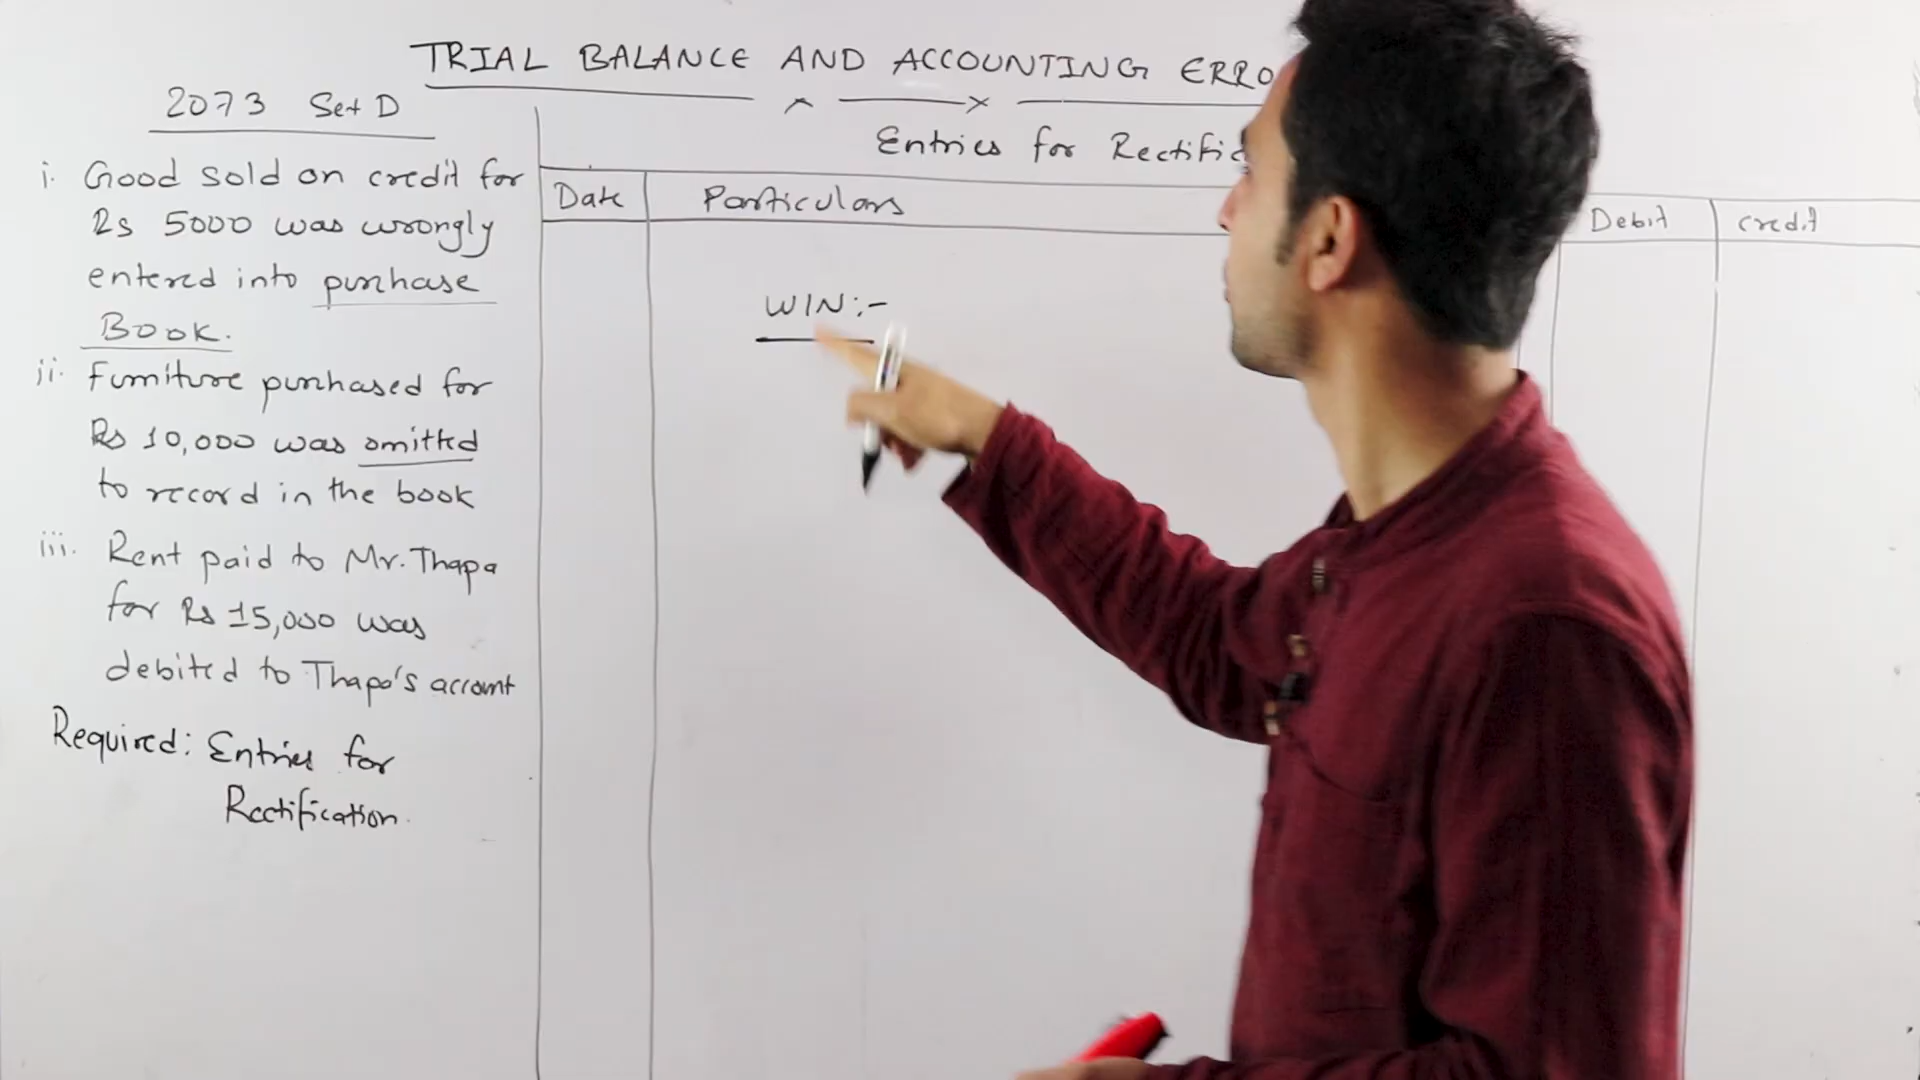 TRIAL BALANCE AND ACCOUNTING ERRO
2073 Set D
i. Good sold on credit for
Rs 5000 was wrongly
entered into purchase
Book.
ii. Furniture purchased for
Rs 10,000 was omitted
to record in the book
iii. Rent paid to Mr. Thapa
for Rs 15,000 was
debited to Thapa's account
Required: Entries for
Rectification.
Entries for Rectific
Date Particulars Debit credit
WIN:-